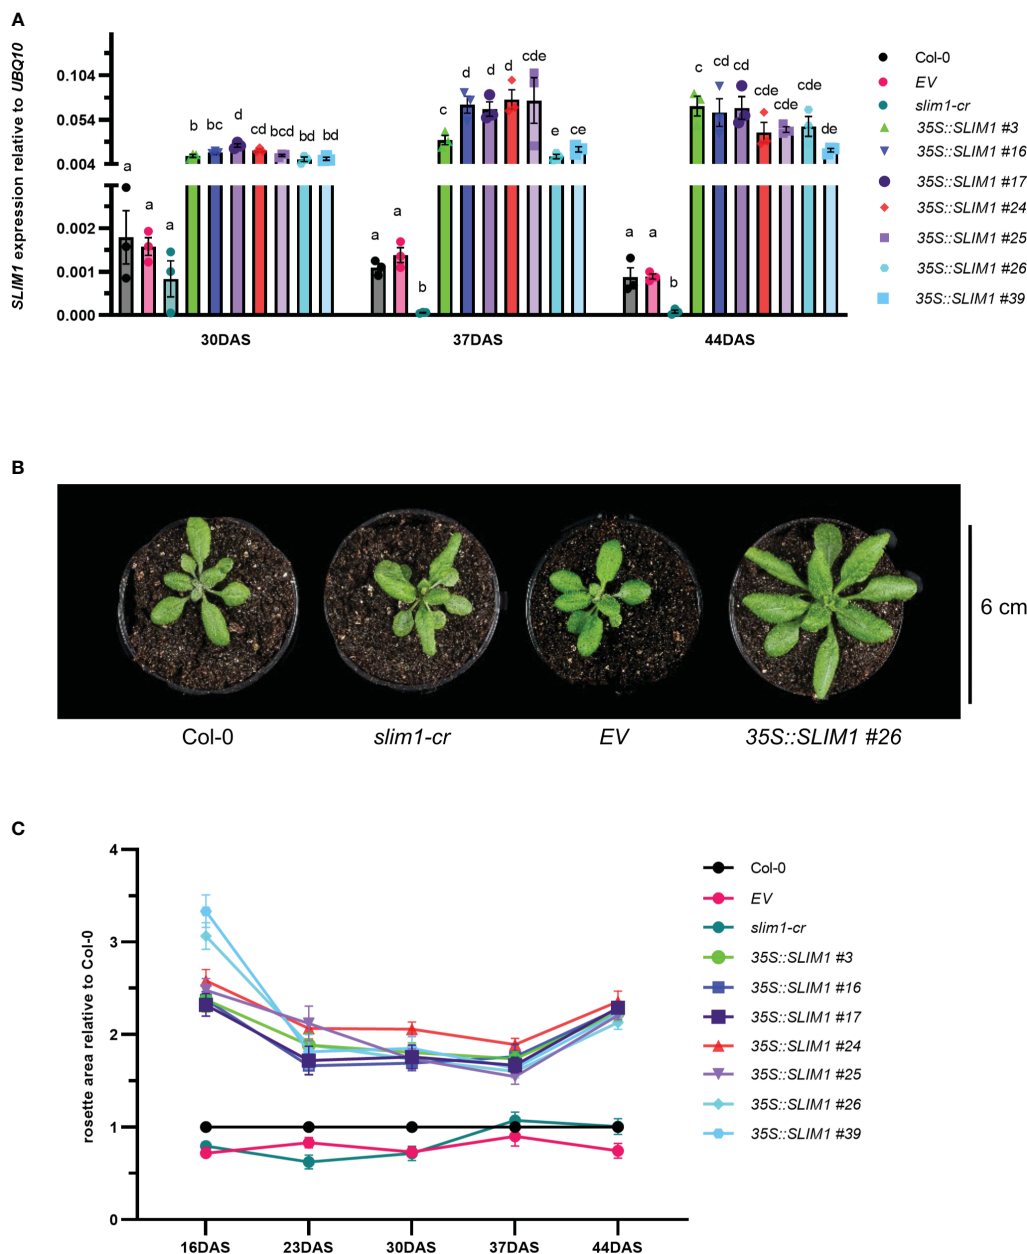 A
SLIM1 expression relative to UBQ10
0.104
0.054
0.004
0.002
0.001
0.000
a a a b bc d cd bcd bd bd
a a b c d d d cde e ce
a a b c cd cd cde cde cde de
30DAS 37DAS 44DAS
Col-0
EV
slim1-cr
35S::SLIM1 #3
35S::SLIM1 #16
35S::SLIM1 #17
35S::SLIM1 #24
35S::SLIM1 #25
35S::SLIM1 #26
35S::SLIM1 #39
B
6 cm
Col-0 slim1-cr EV 35S::SLIM1 #26
C
rosette area relative to Col-0
4
3
2
1
0
16DAS 23DAS 30DAS 37DAS 44DAS
Col-0
EV
slim1-cr
35S::SLIM1 #3
35S::SLIM1 #16
35S::SLIM1 #17
35S::SLIM1 #24
35S::SLIM1 #25
35S::SLIM1 #26
35S::SLIM1 #39